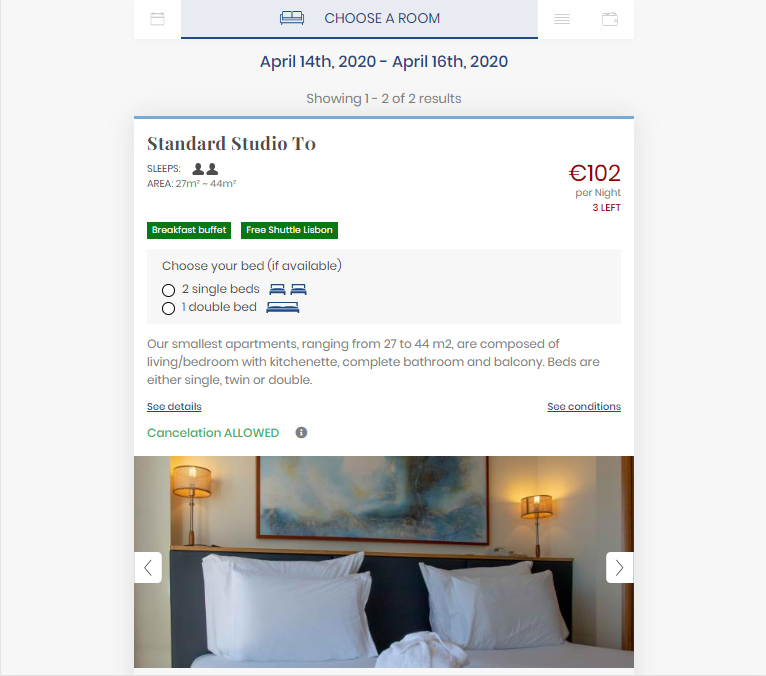 CHOOSE A ROOM
April 14th, 2020 - April 16th, 2020
Showing 1 - 2 of 2 results
Standard Studio T0
SLEEPS:
AREA: 27m² ~ 44m²
€102
per Night
3 LEFT
Breakfast buffet Free Shuttle Lisbon
Choose your bed (if available)
2 single beds
1 double bed
Our smallest apartments, ranging from 27 to 44 m2, are composed of
living/bedroom with kitchenette, complete bathroom and balcony. Beds are
either single, twin or double.
See details See conditions
Cancelation ALLOWED